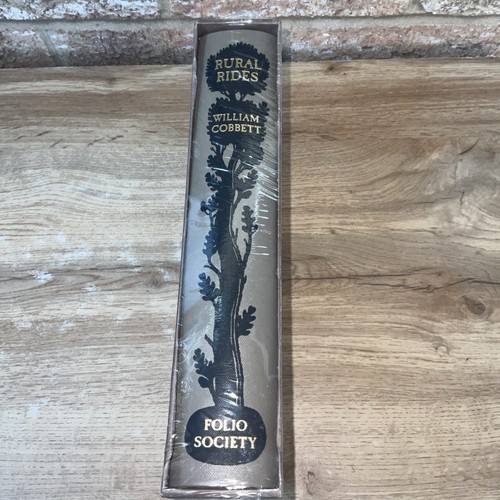 RURAL
RIDES
WILLIAM
COBBETT
FOLIO
SOCIETY